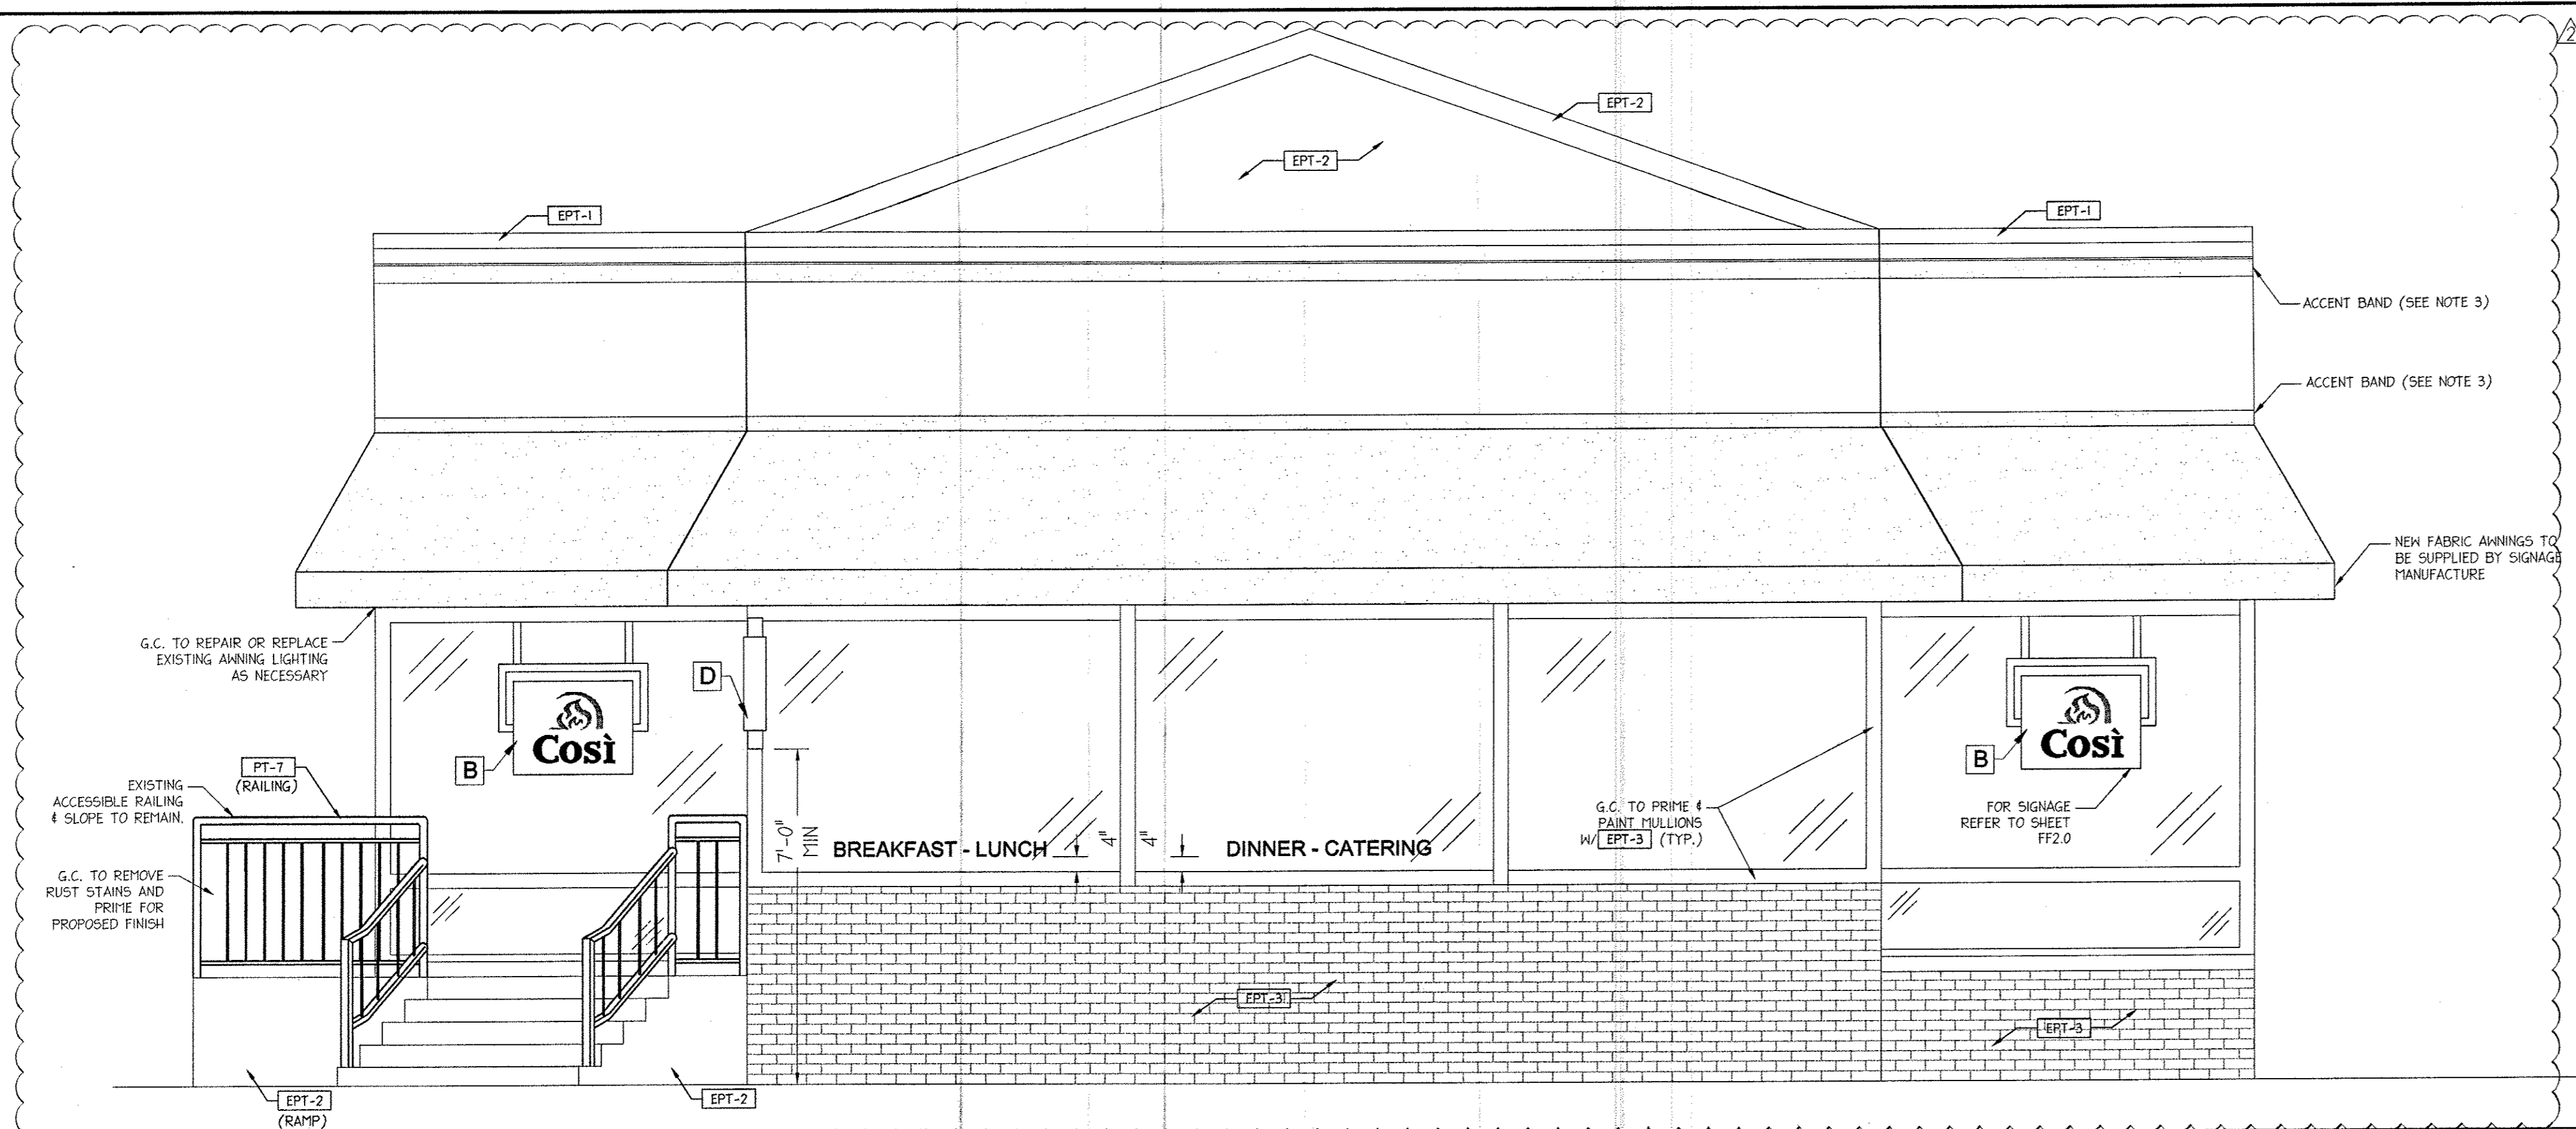 2
EPT-2
EPT-2
EPT-1
EPT-1
ACCENT BAND (SEE NOTE 3)
ACCENT BAND (SEE NOTE 3)
NEW FABRIC AWNINGS TO
BE SUPPLIED BY SIGNAGE
MANUFACTURE
G.C. TO REPAIR OR REPLACE
EXISTING AWNING LIGHTING
AS NECESSARY
D
B
Così
B
Così
PT-7
(RAILING)
EXISTING
ACCESSIBLE RAILING
& SLOPE TO REMAIN.
7'-0"
MIN
BREAKFAST - LUNCH
4"
4"
DINNER - CATERING
G.C. TO PRIME &
PAINT MULLIONS
W/ EPT-3 (TYP.)
FOR SIGNAGE
REFER TO SHEET
FF2.0
G.C. TO REMOVE
RUST STAINS AND
PRIME FOR
PROPOSED FINISH
EPT-3
EPT-3
EPT-2
(RAMP)
EPT-2